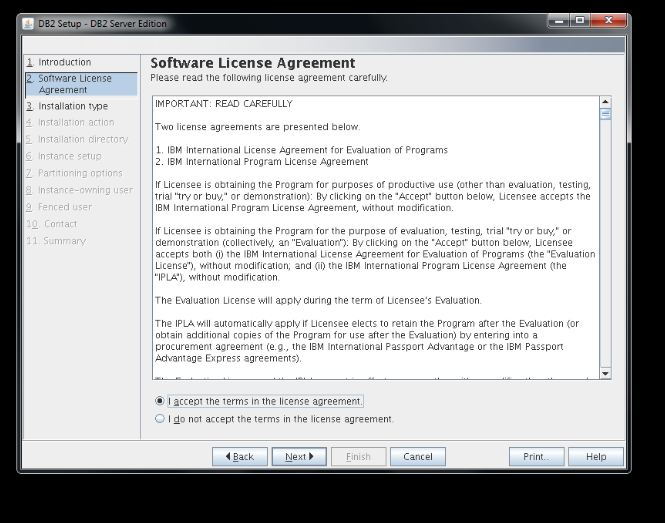 DB2 Setup - DB2 Server Edition
1. Introduction
2. Software License
Agreement
3. Installation type
4. Installation action
5. Installation directory
6. Instance setup
7. Partitioning options
8. Instance-owning user
9. Fenced user
10. Contact
11. Summary
Software License Agreement
Please read the following license agreement carefully.
IMPORTANT: READ CAREFULLY
Two license agreements are presented below.
1. IBM International License Agreement for Evaluation of Programs
2. IBM International Program License Agreement
If Licensee is obtaining the Program for purposes of productive use (other than evaluation, testing,
trial "try or buy," or demonstration): By clicking on the "Accept" button below, Licensee accepts the
IBM International Program License Agreement, without modification.
If Licensee is obtaining the Program for the purpose of evaluation, testing, trial "try or buy," or
demonstration (collectively, an "Evaluation"): By clicking on the "Accept" button below, Licensee
accepts both (i) the IBM International License Agreement for Evaluation of Programs (the "Evaluation
License"), without modification; and (ii) the IBM International Program License Agreement (the
"IPLA"), without modification.
The Evaluation License will apply during the term of Licensee's Evaluation.
The IPLA will automatically apply if Licensee elects to retain the Program after the Evaluation (or
obtain additional copies of the Program for use after the Evaluation) by entering into a
procurement agreement (e.g., the IBM International Passport Advantage or the IBM Passport
Advantage Express agreements).
I accept the terms in the license agreement.
I do not accept the terms in the license agreement.
Back Next Finish Cancel Print.. Help